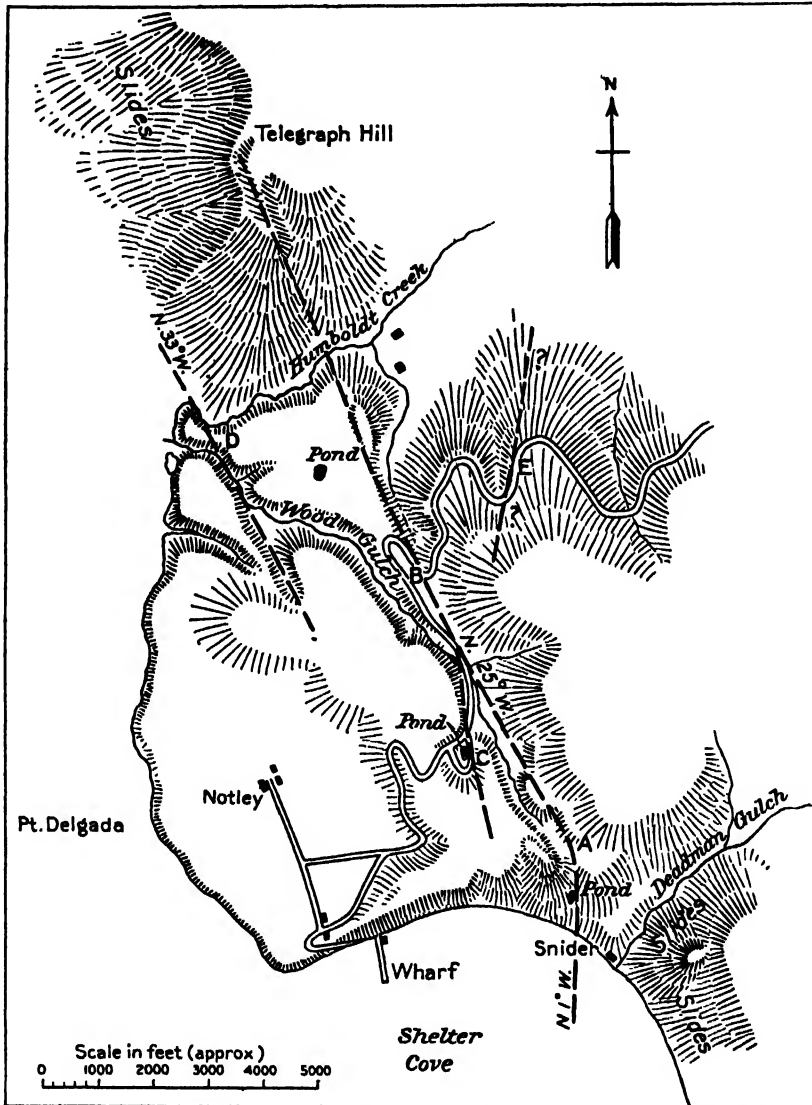 Slides
Telegraph Hill
N
Humboldt Creek
N. 33° W.
?
D
Pond
E
Wood Gulch
?
B
N. 25° W.
Pond
C
Notley
Pt. Delgada
A
Deadman Gulch
Pond
Slides
Snider
Wharf
N 1° W.
Slides
Shelter
Cove
Scale in feet (approx)
0 1000 2000 3000 4000 5000